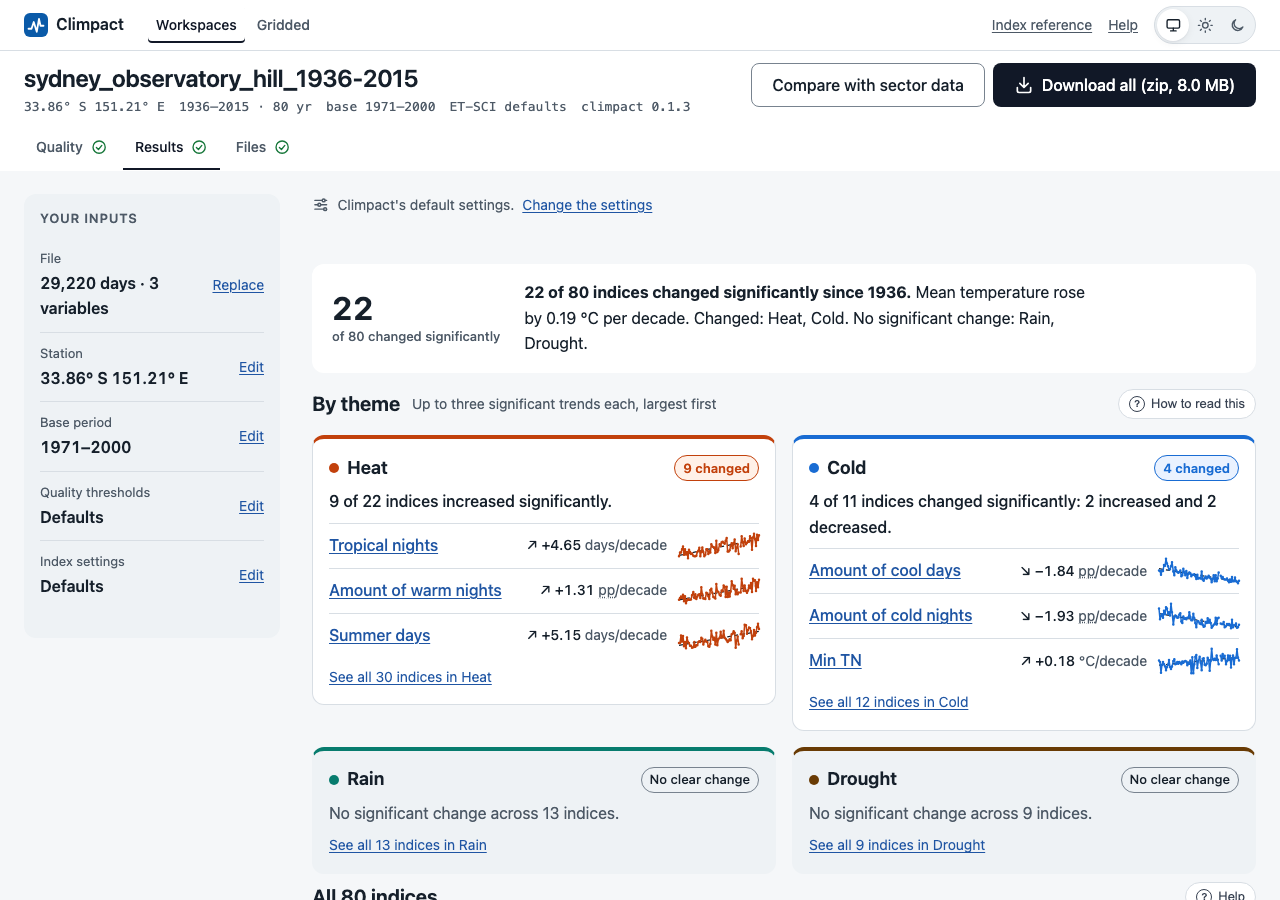 Climpact
Workspaces
Gridded
Index reference
Help
sydney_observatory_hill_1936-2015
33.86° S 151.21° E 1936–2015 · 80 yr base 1971–2000 ET-SCI defaults climpact 0.1.3
Compare with sector data
Download all (zip, 8.0 MB)
Quality
Results
Files
YOUR INPUTS
File
29,220 days · 3
variables
Replace
Station
33.86° S 151.21° E
Edit
Base period
1971–2000
Edit
Quality thresholds
Defaults
Edit
Index settings
Defaults
Edit
Climpact's default settings. Change the settings
22
of 80 changed significantly
22 of 80 indices changed significantly since 1936. Mean temperature rose
by 0.19 °C per decade. Changed: Heat, Cold. No significant change: Rain,
Drought.
By theme Up to three significant trends each, largest first
? How to read this
Heat
9 changed
9 of 22 indices increased significantly.
Tropical nights ↗ +4.65 days/decade
Amount of warm nights ↗ +1.31 pp/decade
Summer days ↗ +5.15 days/decade
See all 30 indices in Heat
Cold
4 changed
4 of 11 indices changed significantly: 2 increased and 2
decreased.
Amount of cool days ↘ −1.84 pp/decade
Amount of cold nights ↘ −1.93 pp/decade
Min TN ↗ +0.18 °C/decade
See all 12 indices in Cold
Rain
No clear change
No significant change across 13 indices.
See all 13 indices in Rain
Drought
No clear change
No significant change across 9 indices.
See all 9 indices in Drought
All 80 indices
? Help